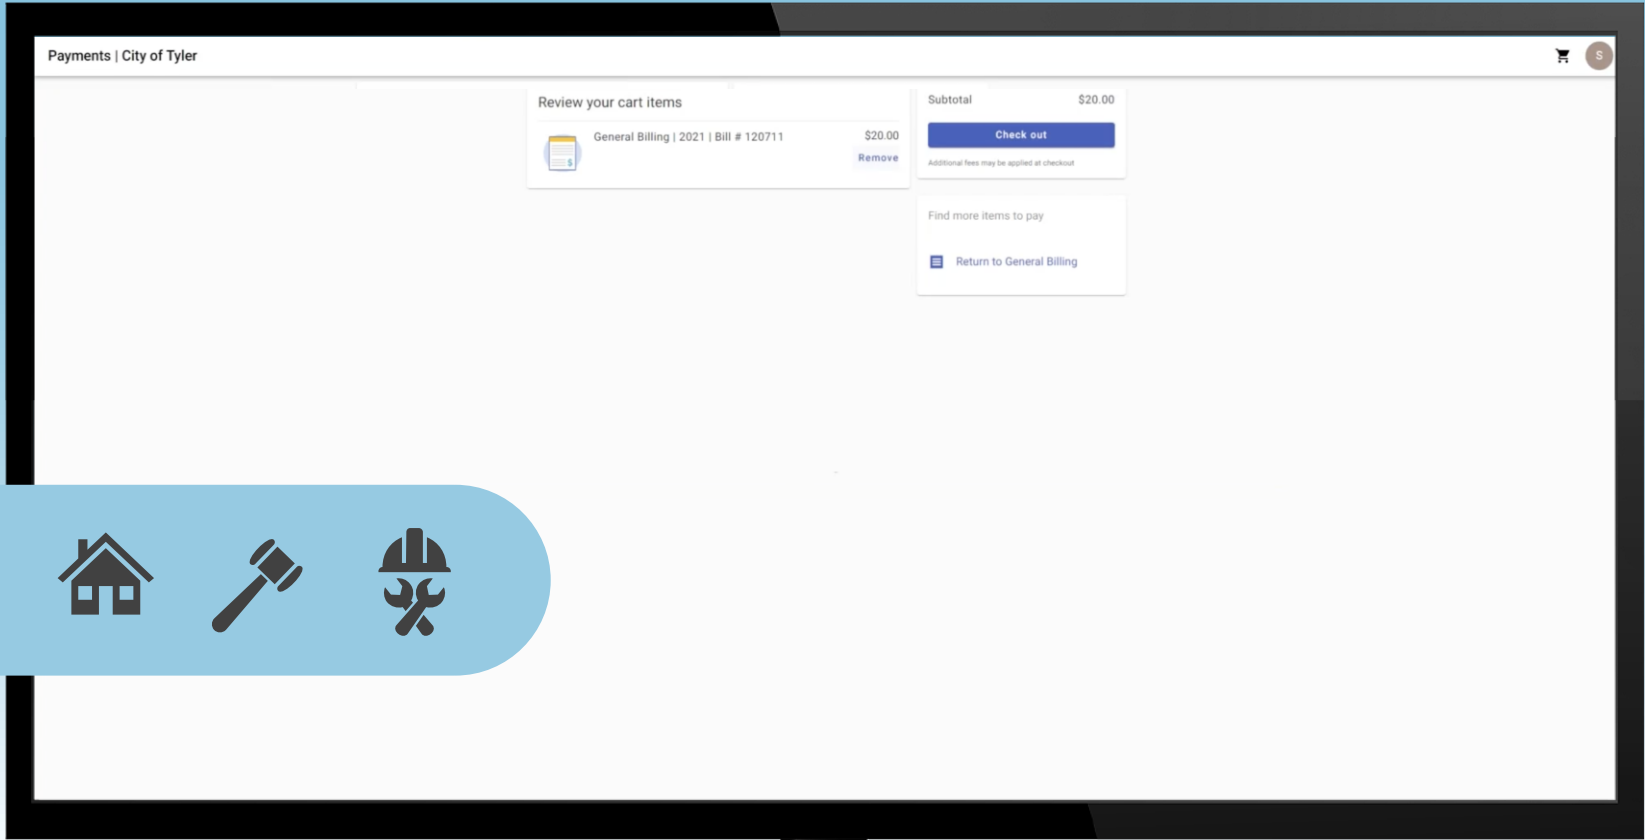 Payments | City of Tyler
S
Review your cart items
General Billing | 2021 | Bill # 120711
$20.00
Remove
Subtotal
$20.00
Check out
Additional fees may be applied at checkout
Find more items to pay
Return to General Billing